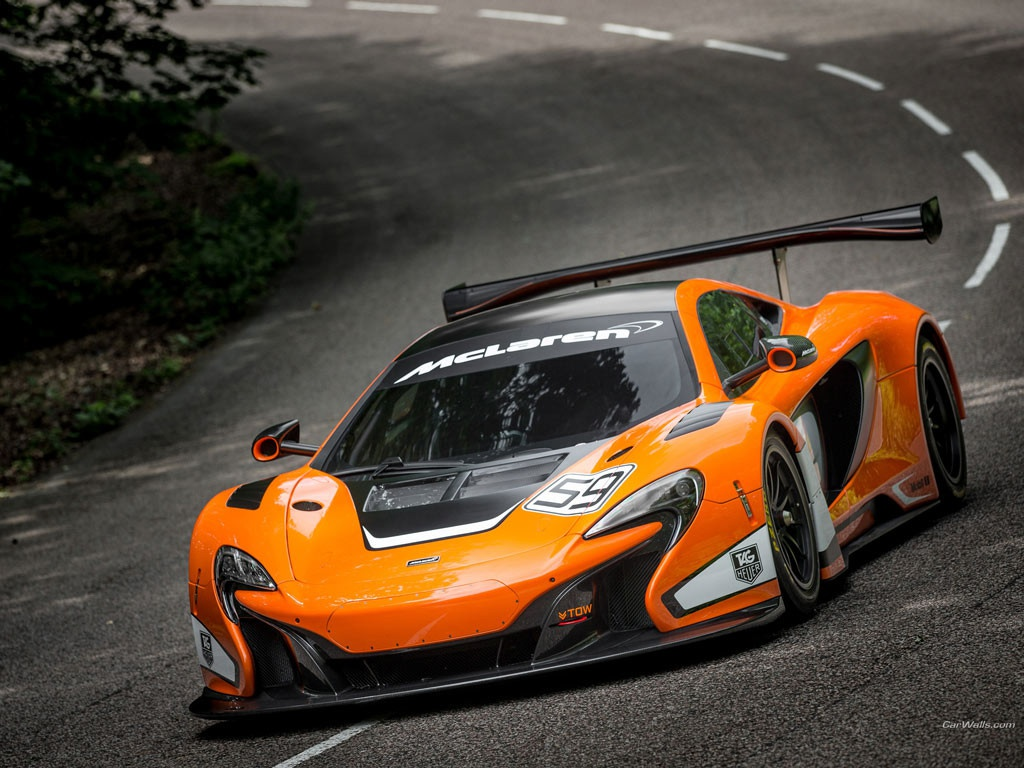 McLaren
59
TAG
HEUER
TOW
TAG
HEUER
CarWalls.com